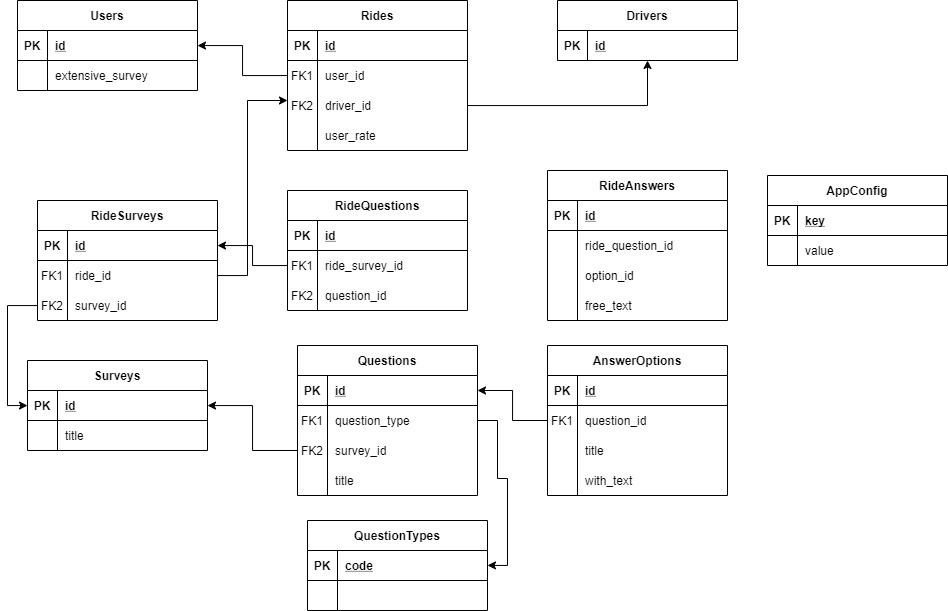 Users
PK id
extensive_survey
Rides
PK id
FK1 user_id
FK2 driver_id
user_rate
Drivers
PK id
RideSurveys
PK id
FK1 ride_id
FK2 survey_id
RideQuestions
PK id
FK1 ride_survey_id
FK2 question_id
RideAnswers
PK id
ride_question_id
option_id
free_text
AppConfig
PK key
value
Surveys
PK id
title
Questions
PK id
FK1 question_type
FK2 survey_id
title
AnswerOptions
PK id
FK1 question_id
title
with_text
QuestionTypes
PK code